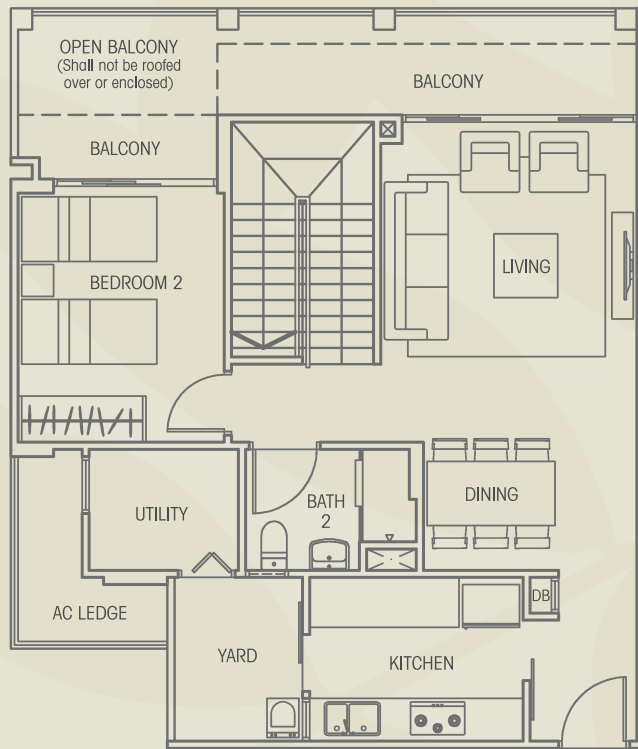 OPEN BALCONY
(Shall not be roofed
over or enclosed)
BALCONY
BALCONY
BEDROOM 2
LIVING
DINING
UTILITY
BATH
2
AC LEDGE
YARD
KITCHEN
DB